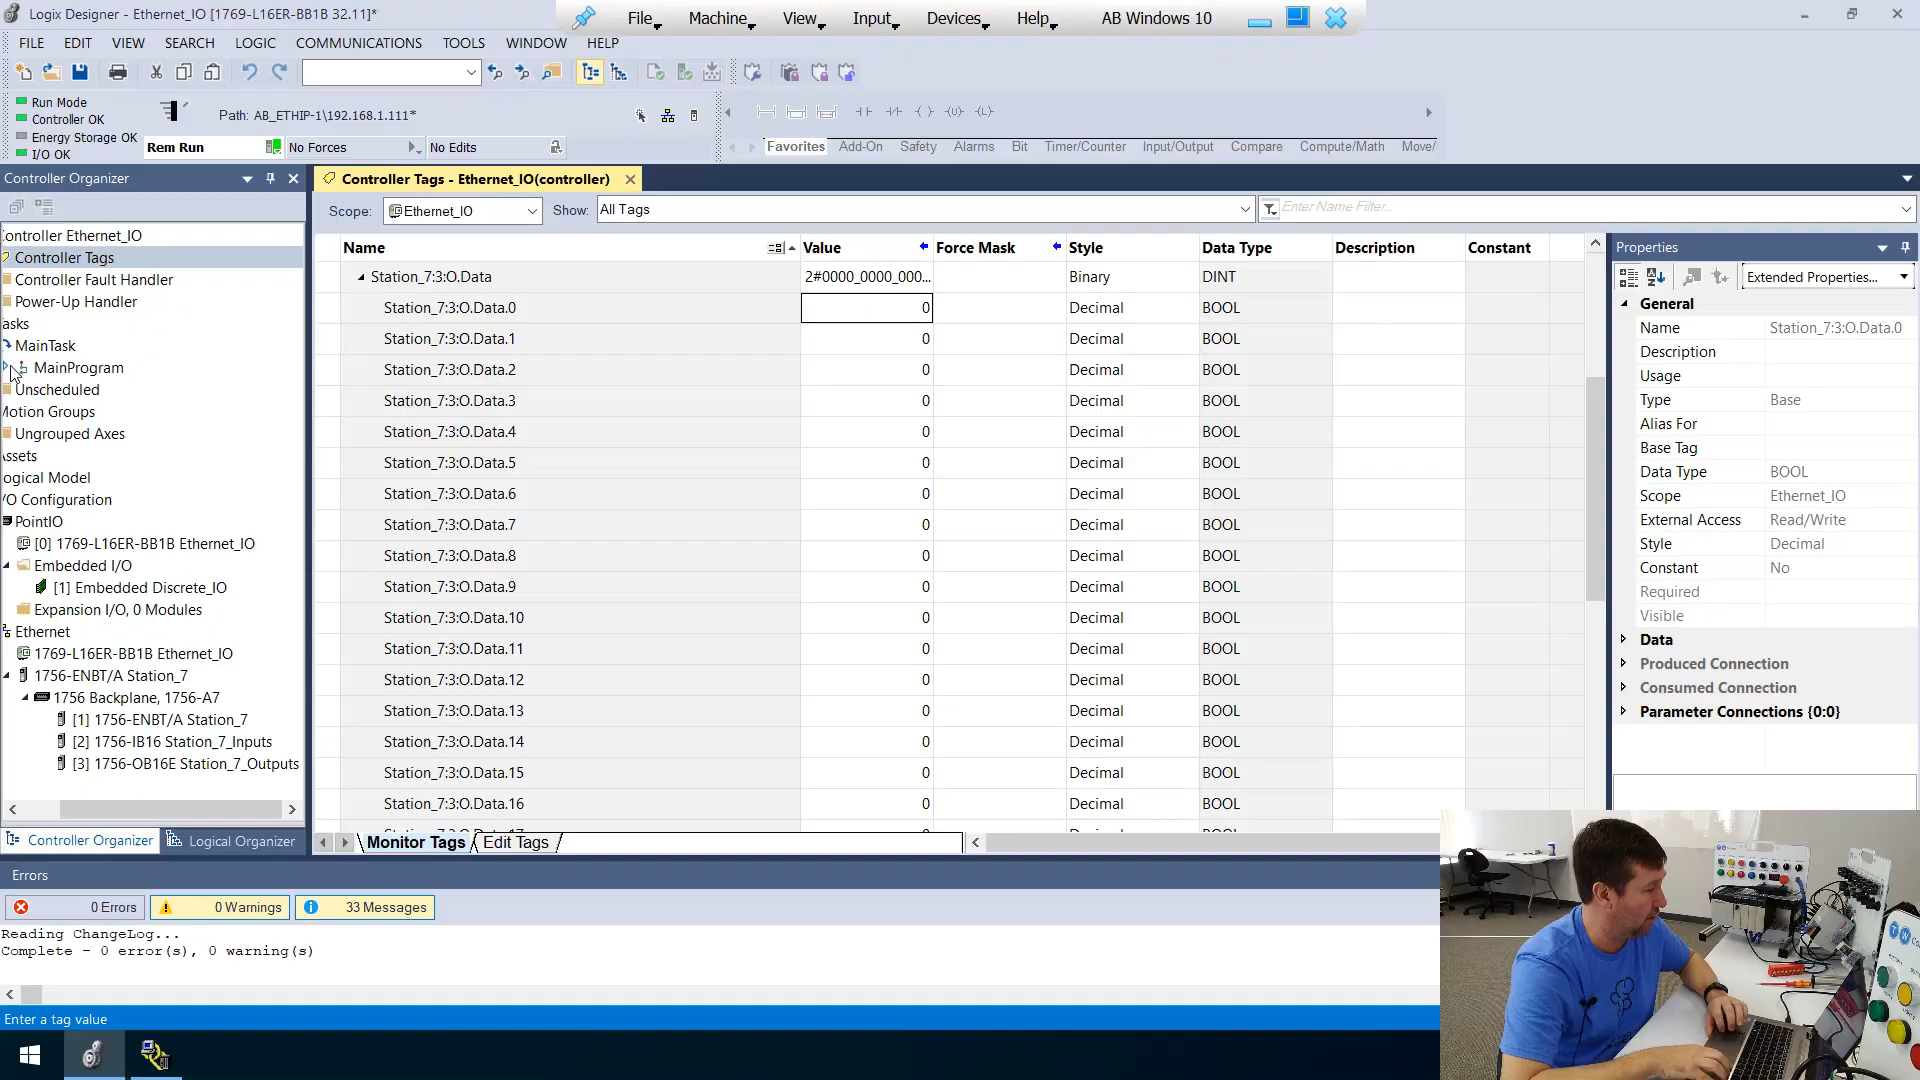 Logix Designer - Ethernet_IO [1769-L16ER-BB1B 32.11]*
File Machine View Input Devices Help AB Windows 10
FILE EDIT VIEW SEARCH LOGIC COMMUNICATIONS TOOLS WINDOW HELP
Run Mode
Controller OK
Energy Storage OK
I/O OK
Path: AB_ETHIP-1\192.168.1.111*
Rem Run No Forces No Edits
Favorites Add-On Safety Alarms Bit Timer/Counter Input/Output Compare Compute/Math Move/
Controller Organizer
ontroller Ethernet_IO
Controller Tags
Controller Fault Handler
Power-Up Handler
asks
MainTask
MainProgram
Unscheduled
Motion Groups
Ungrouped Axes
Assets
ogical Model
/O Configuration
PointIO
[0] 1769-L16ER-BB1B Ethernet_IO
Embedded I/O
[1] Embedded Discrete_IO
Expansion I/O, 0 Modules
Ethernet
1769-L16ER-BB1B Ethernet_IO
1756-ENBT/A Station_7
1756 Backplane, 1756-A7
[1] 1756-ENBT/A Station_7
[2] 1756-IB16 Station_7_Inputs
[3] 1756-OB16E Station_7_Outputs
Controller Organizer Logical Organizer
Controller Tags - Ethernet_IO(controller)
Scope: Ethernet_IO Show: All Tags Enter Name Filter...
Name Value Force Mask Style Data Type Description Constant
Station_7:3:O.Data 2#0000_0000_000... Binary DINT
Station_7:3:O.Data.0 0 Decimal BOOL
Station_7:3:O.Data.1 0 Decimal BOOL
Station_7:3:O.Data.2 0 Decimal BOOL
Station_7:3:O.Data.3 0 Decimal BOOL
Station_7:3:O.Data.4 0 Decimal BOOL
Station_7:3:O.Data.5 0 Decimal BOOL
Station_7:3:O.Data.6 0 Decimal BOOL
Station_7:3:O.Data.7 0 Decimal BOOL
Station_7:3:O.Data.8 0 Decimal BOOL
Station_7:3:O.Data.9 0 Decimal BOOL
Station_7:3:O.Data.10 0 Decimal BOOL
Station_7:3:O.Data.11 0 Decimal BOOL
Station_7:3:O.Data.12 0 Decimal BOOL
Station_7:3:O.Data.13 0 Decimal BOOL
Station_7:3:O.Data.14 0 Decimal BOOL
Station_7:3:O.Data.15 0 Decimal BOOL
Station_7:3:O.Data.16 0 Decimal BOOL
Monitor Tags Edit Tags
Properties
Extended Properties...
General
Name Station_7:3:O.Data.0
Description
Usage
Type Base
Alias For
Base Tag
Data Type BOOL
Scope Ethernet_IO
External Access Read/Write
Style Decimal
Constant No
Required
Visible
Data
Produced Connection
Consumed Connection
Parameter Connections {0:0}
Errors
0 Errors 0 Warnings 33 Messages
Reading ChangeLog...
Complete - 0 error(s), 0 warning(s)
Enter a tag value